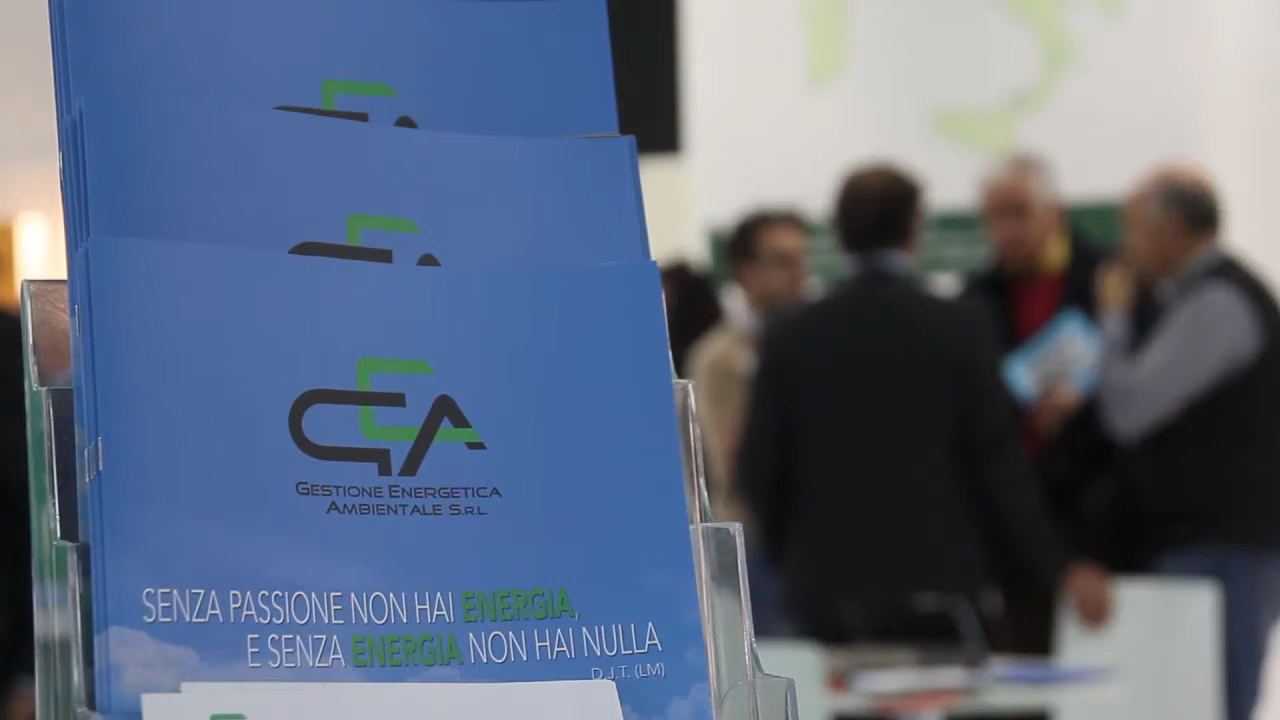 GEA
GESTIONE ENERGETICA
AMBIENTALE S.R.L
SENZA PASSIONE NON HAI ENERGIA,
E SENZA ENERGIA NON HAI NULLA
D.J.T. (LM)